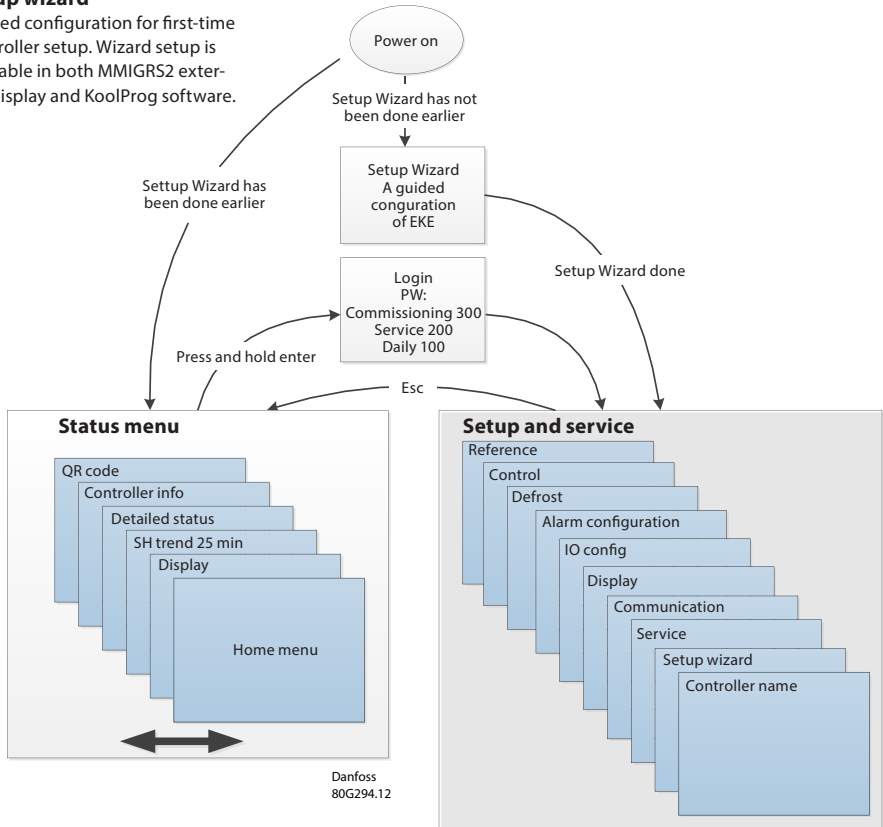 up wizard
ed configuration for first-time
roller setup. Wizard setup is
able in both MMIGRS2 exter-
display and KoolProg software.
Power on
Setup Wizard has not
been done earlier
Settup Wizard has
been done earlier
Setup Wizard
A guided
conguration
of EKE
Setup Wizard done
Login
PW:
Commissioning 300
Service 200
Daily 100
Press and hold enter
Esc
Status menu
QR code
Controller info
Detailed status
SH trend 25 min
Display
Home menu
Setup and service
Reference
Control
Defrost
Alarm configuration
IO config
Display
Communication
Service
Setup wizard
Controller name
Danfoss
80G294.12